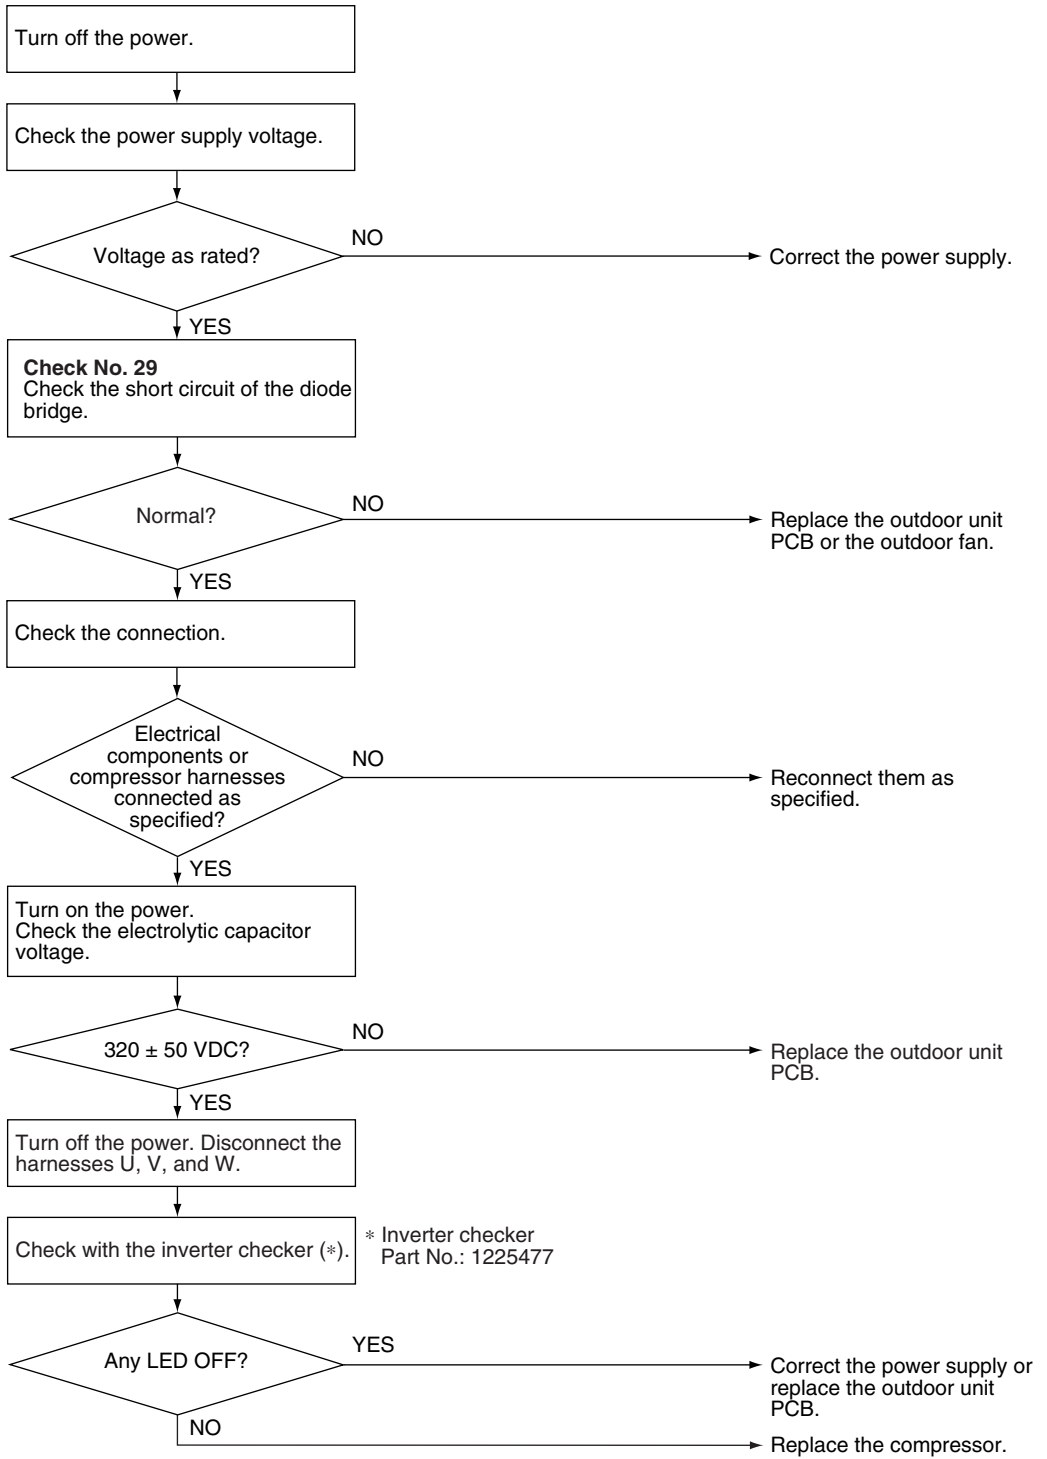 Turn off the power.
Check the power supply voltage.
Voltage as rated?
NO
Correct the power supply.
YES
Check No. 29
Check the short circuit of the diode
bridge.
Normal?
NO
Replace the outdoor unit
PCB or the outdoor fan.
YES
Check the connection.
Electrical
components or
compressor harnesses
connected as
specified?
NO
Reconnect them as
specified.
YES
Turn on the power.
Check the electrolytic capacitor
voltage.
320 ± 50 VDC?
NO
Replace the outdoor unit
PCB.
YES
Turn off the power. Disconnect the
harnesses U, V, and W.
Check with the inverter checker (*).
* Inverter checker
Part No.: 1225477
Any LED OFF?
YES
Correct the power supply or
replace the outdoor unit
PCB.
NO
Replace the compressor.